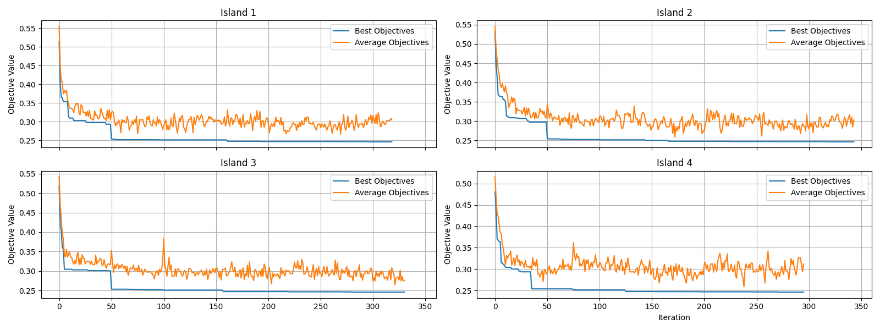 Island 1
Objective Value
0.55
0.50
0.45
0.40
0.35
0.30
0.25
Best Objectives
Average Objectives
Island 2
0.55
0.50
0.45
0.40
0.35
0.30
0.25
Best Objectives
Average Objectives
Objective Value
Island 3
Objective Value
0.55
0.50
0.45
0.40
0.35
0.30
0.25
Best Objectives
Average Objectives
0 50 100 150 200 250 300 350
Island 4
Objective Value
0.50
0.45
0.40
0.35
0.30
0.25
Best Objectives
Average Objectives
0 50 100 150 200 250 300 350
Iteration